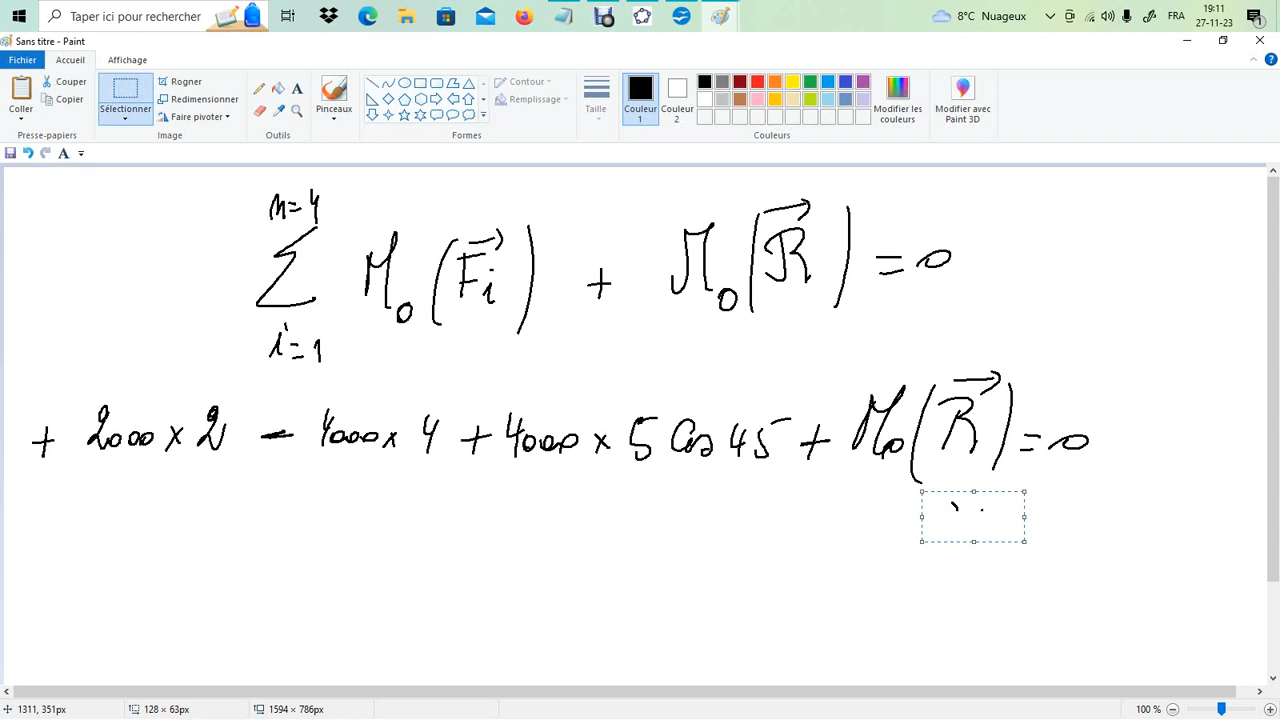 Taper ici pour rechercher
8°C Nuageux
FRA
19:11
27-11-23
1
Sans titre - Paint
Fichier Accueil Affichage
Coller
Couper
Copier
Sélectionner
Rogner
Redimensionner
Faire pivoter
A
Pinceaux
Contour
Remplissage
Taille
Couleur 1
Couleur 2
Modifier les couleurs
Modifier avec Paint 3D
Presse-papiers Image Outils Formes Couleurs
n=4
∑ M₀(F⃗i) + M₀(R⃗) = 0
i=1
+ 2000 × 2 - 4000 × 4 + 4000 × 5 Cos 45 + M₀(R⃗) = 0
1311, 351px 128 × 63px 1594 × 786px 100 %